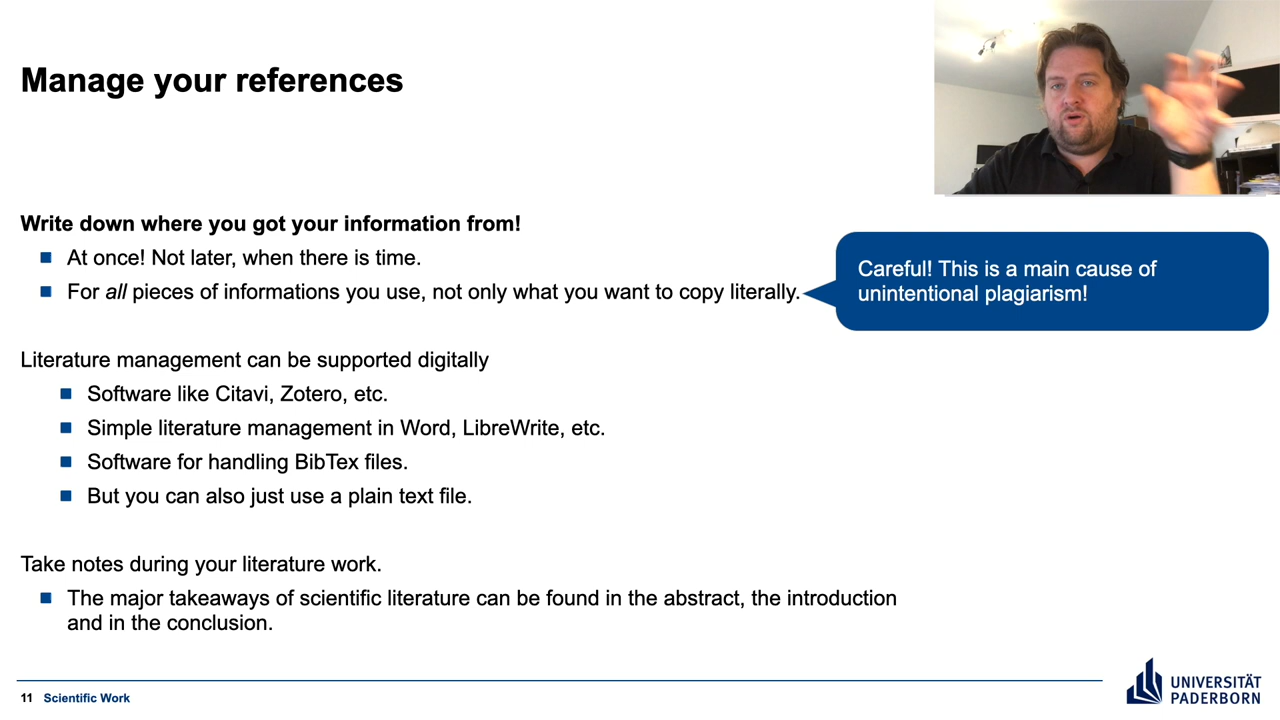 Manage your references
Write down where you got your information from!
At once! Not later, when there is time.
For all pieces of informations you use, not only what you want to copy literally.
Careful! This is a main cause of
unintentional plagiarism!
Literature management can be supported digitally
Software like Citavi, Zotero, etc.
Simple literature management in Word, LibreWrite, etc.
Software for handling BibTex files.
But you can also just use a plain text file.
Take notes during your literature work.
The major takeaways of scientific literature can be found in the abstract, the introduction
and in the conclusion.
11 Scientific Work
UNIVERSITÄT
PADERBORN